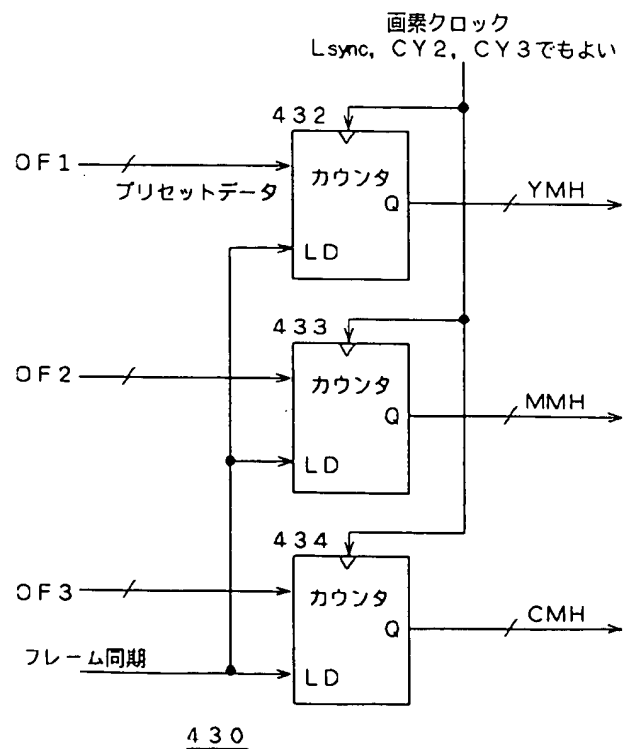 画素クロック
Lsync, CY2, CY3でもよい
432
OF1
プリセットデータ
カウンタ
Q
YMH
LD
433
OF2
カウンタ
Q
MMH
LD
434
OF3
カウンタ
Q
CMH
フレーム同期
LD
430